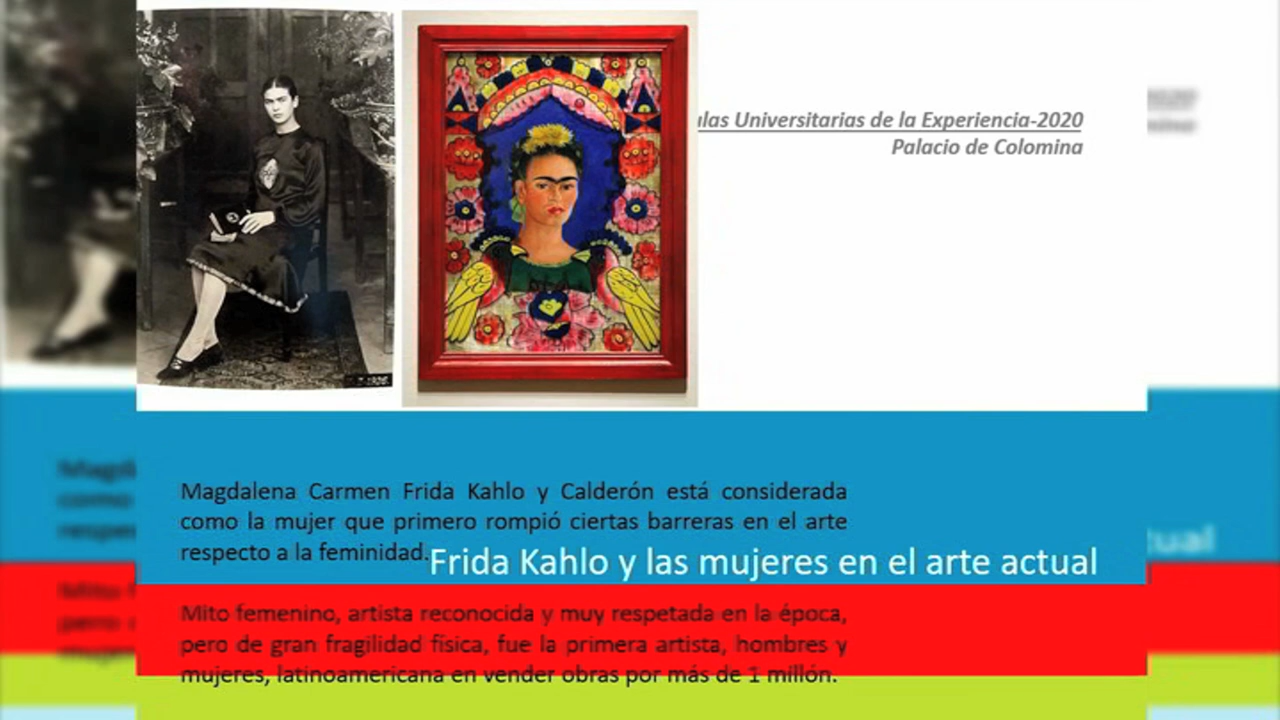 Universitarias de la Experiencia-2020
Palacio de Colomina
Magdalena Carmen Frida Kahlo y Calderón está considerada
como la mujer que primero rompió ciertas barreras en el arte
respecto a la feminidad.
Frida Kahlo y las mujeres en el arte actual
Mito femenino, artista reconocida y muy respetada en la época,
pero de gran fragilidad física, fue la primera artista, hombres y
mujeres, latinoamericana en vender obras por más de 1 millón.